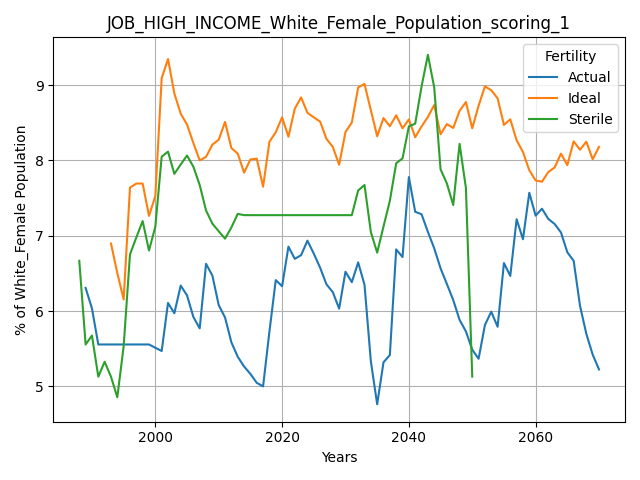 JOB_HIGH_INCOME_White_Female_Population_scoring_1
Fertility
Actual
Ideal
Sterile
% of White_Female Population
9
8
7
6
5
2000 2020 2040 2060
Years